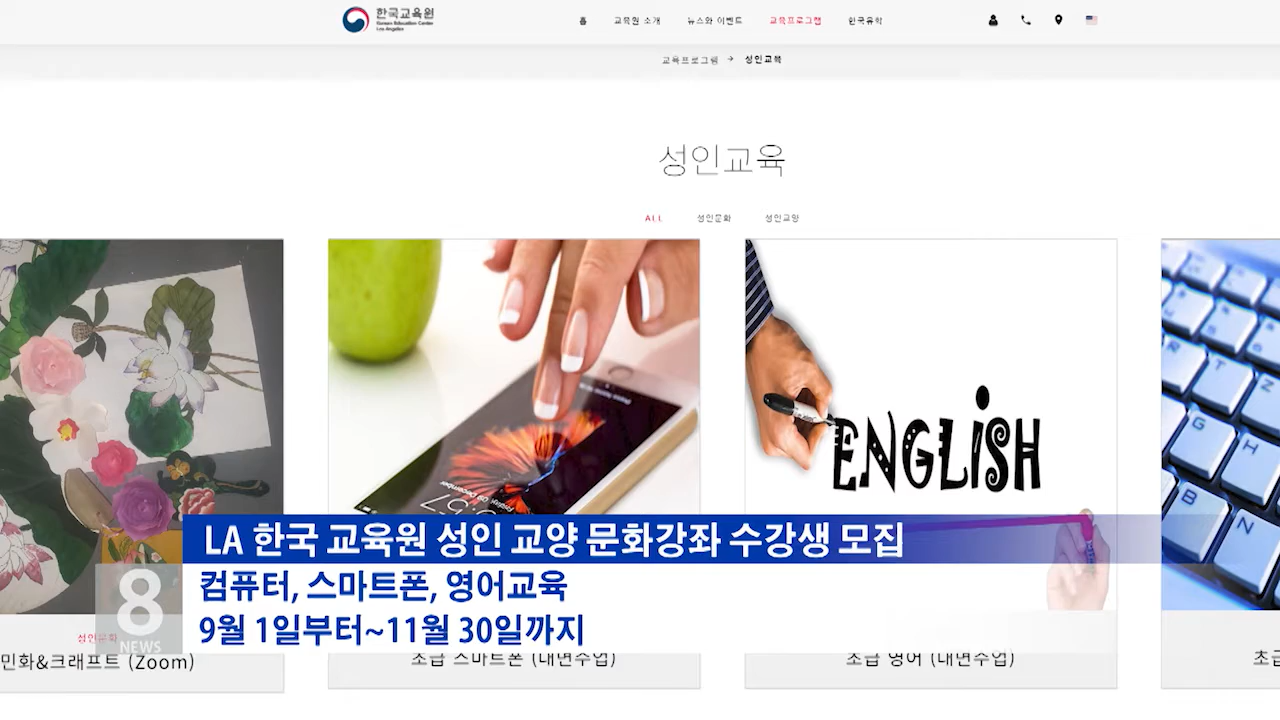 한국교육원
Korean Education Center
Los Angeles
홈 교육원 소개 뉴스와 이벤트 교육프로그램 한국유학
교육프로그램 → 성인교육
성인교육
ALL 성인문화 성인교양
ENGLISH
LA 한국 교육원 성인 교양 문화강좌 수강생 모집
컴퓨터, 스마트폰, 영어교육
9월 1일부터~11월 30일까지
8
NEWS
성인문화
민화&크래프트 (Zoom)
초급 스마트폰 (대면수업)
초급 영어 (대면수업)
초급